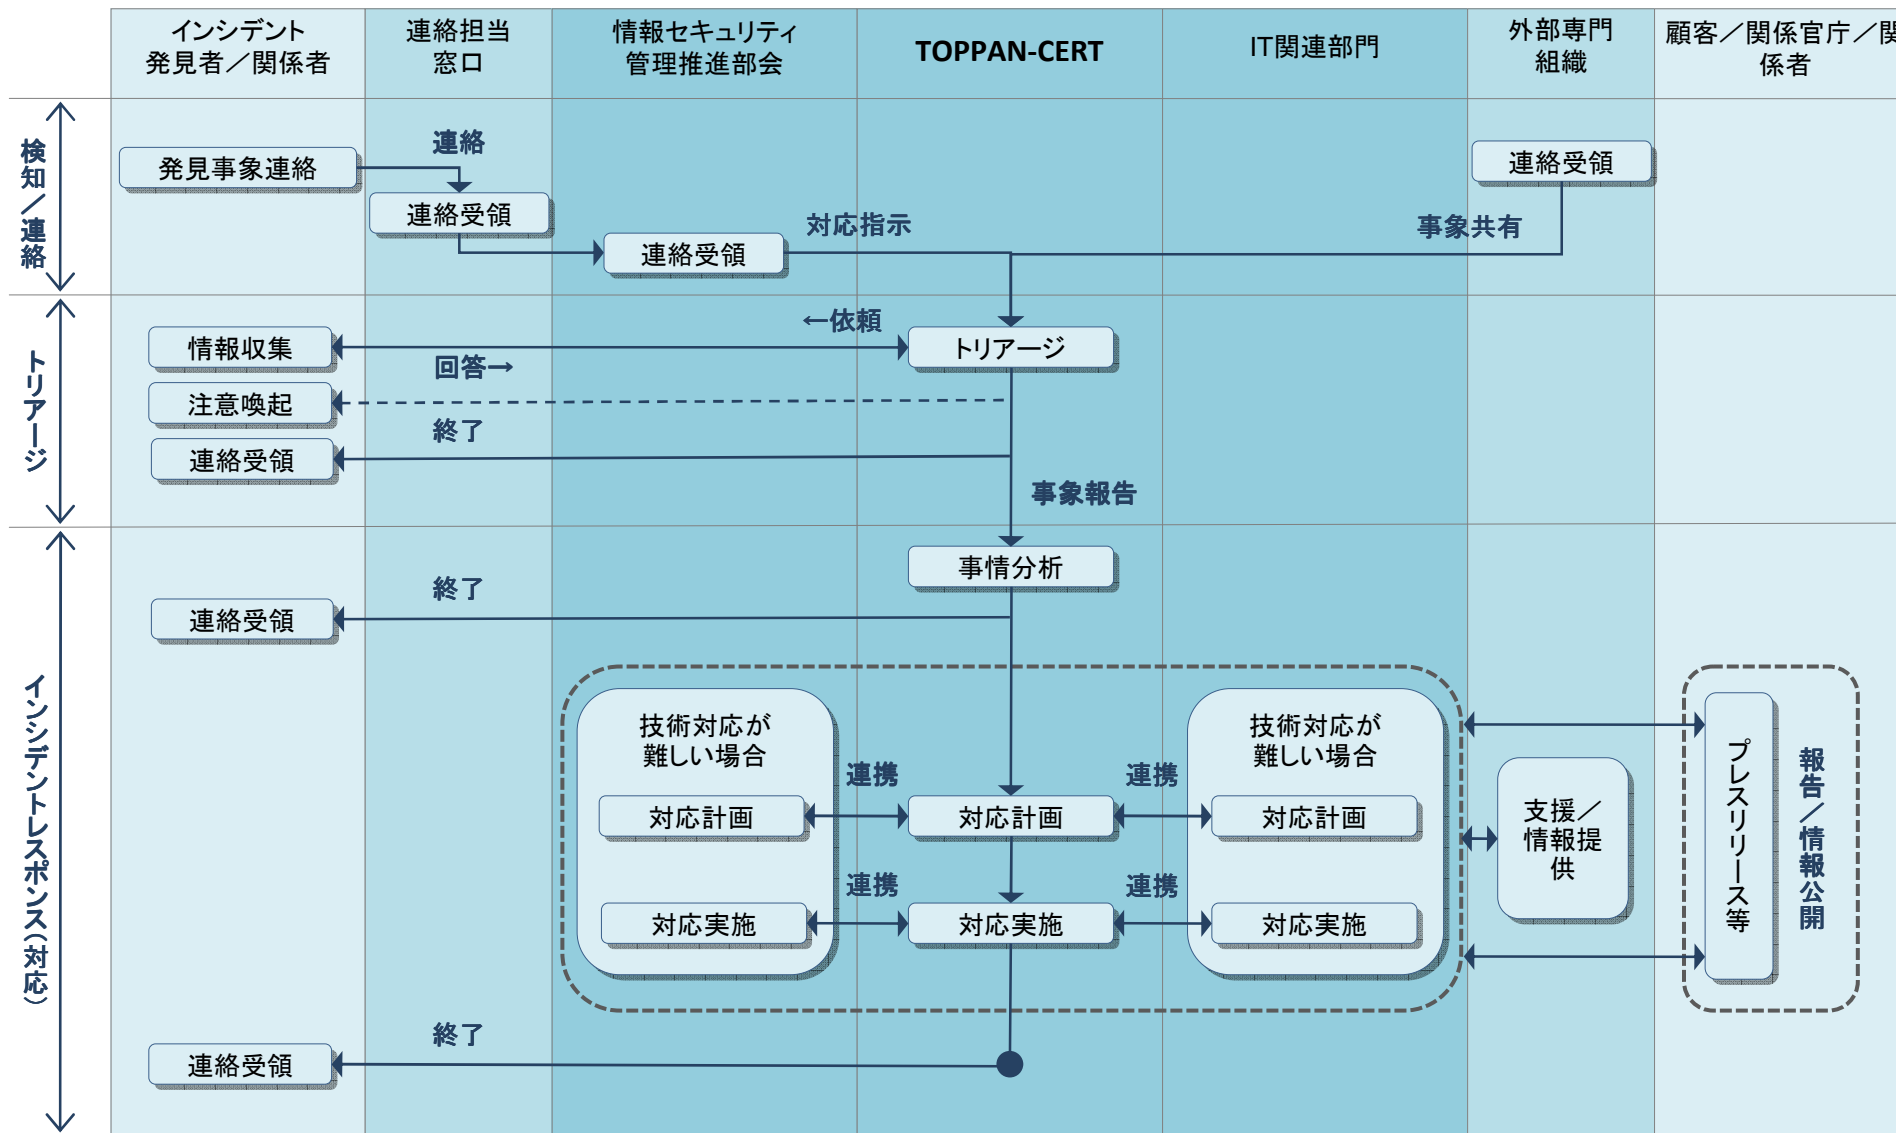 インシデント
発見者／関係者
連絡担当
窓口
情報セキュリティ
管理推進部会
TOPPAN-CERT
IT関連部門
外部専門
組織
顧客／関係官庁／関
係者
検知／連絡
連絡
発見事象連絡
連絡受領
連絡受領
対応指示
事象共有
連絡受領
トリアージ
←依頼
情報収集
トリアージ
回答→
注意喚起
終了
連絡受領
事象報告
インシデントレスポンス（対応）
事情分析
終了
連絡受領
技術対応が
難しい場合
技術対応が
難しい場合
連携
連携
対応計画
対応計画
対応計画
連携
連携
対応実施
対応実施
対応実施
支援／
情報提
供
プレスリリース等
報告／情報公開
終了
連絡受領